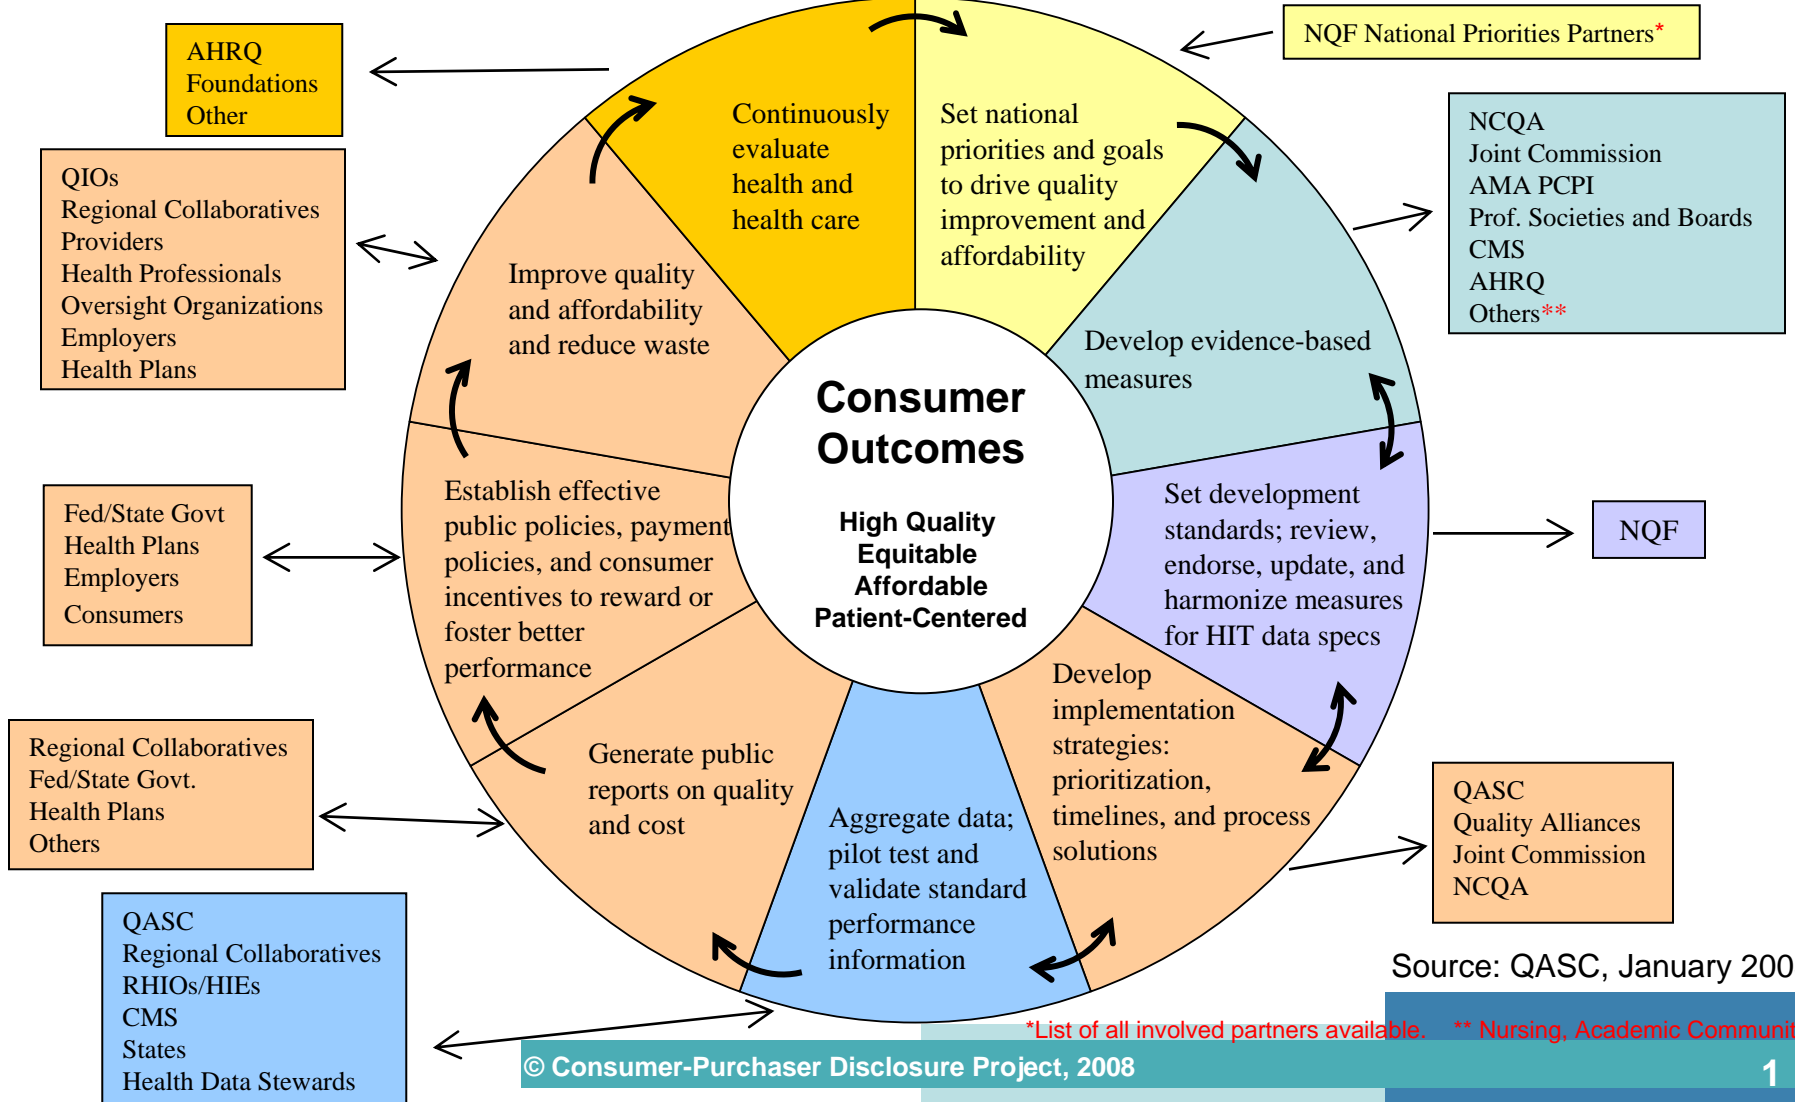 NQF National Priorities Partners*
AHRQ
Foundations
Other
Continuously
evaluate
health and
health care
Set national
priorities and goals
to drive quality
improvement and
affordability
NCQA
Joint Commission
AMA PCPI
Prof. Societies and Boards
CMS
AHRQ
Others**
QIOs
Regional Collaboratives
Providers
Health Professionals
Oversight Organizations
Employers
Health Plans
Improve quality
and affordability
and reduce waste
Develop evidence-based
measures
Consumer
Outcomes
High Quality
Equitable
Affordable
Patient-Centered
Fed/State Govt
Health Plans
Employers
Consumers
Establish effective
public policies, payment
policies, and consumer
incentives to reward or
foster better
performance
Set development
standards; review,
endorse, update, and
harmonize measures
for HIT data specs
NQF
Develop
implementation
strategies:
prioritization,
timelines, and process
solutions
Regional Collaboratives
Fed/State Govt.
Health Plans
Others
Generate public
reports on quality
and cost
Aggregate data;
pilot test and
validate standard
performance
information
QASC
Quality Alliances
Joint Commission
NCQA
QASC
Regional Collaboratives
RHIOs/HIEs
CMS
States
Health Data Stewards
Source: QASC, January 200
*List of all involved partners available. ** Nursing, Academic Communit
© Consumer-Purchaser Disclosure Project, 2008
1